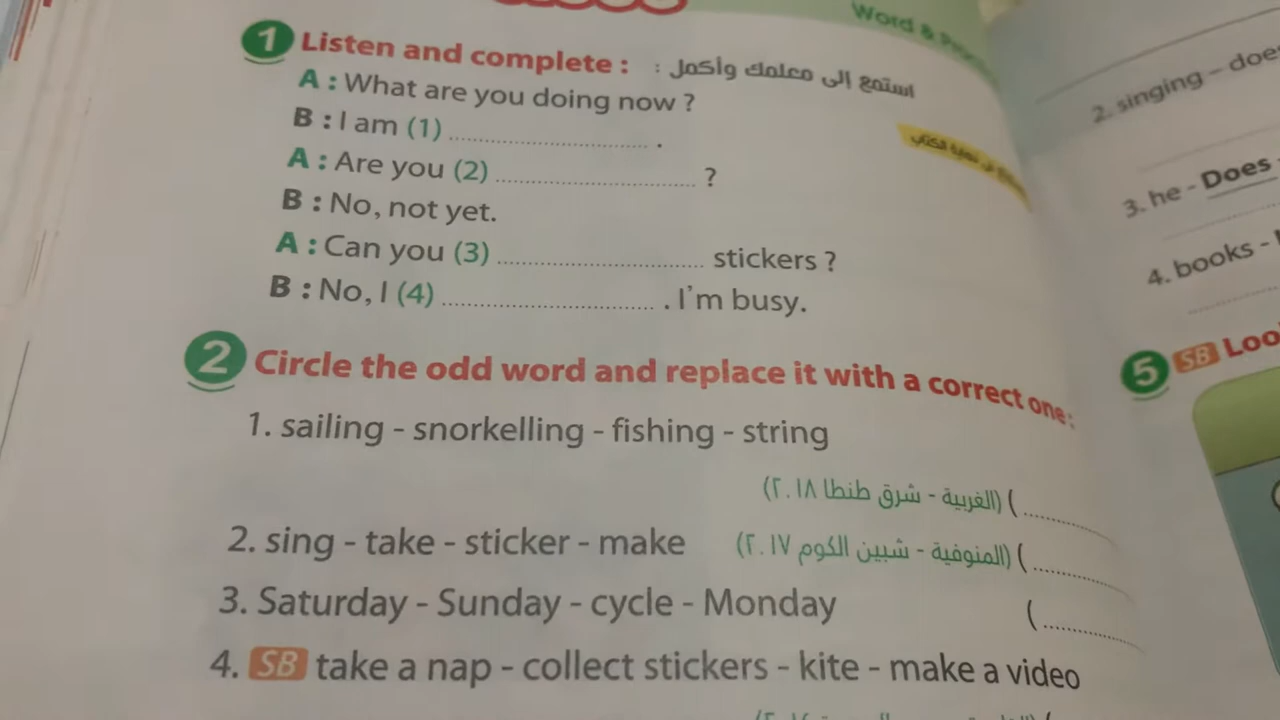 Word &
1 Listen and complete : استمع إلى معلمك وأكمل :
A : What are you doing now ?
B : I am (1) ........................ .
A : Are you (2) ........................ ?
B : No, not yet.
A : Can you (3) ........................ stickers ?
B : No, I (4) ........................ . I'm busy.
2 Circle the odd word and replace it with a correct one:
1. sailing - snorkelling - fishing - string
(الغربية - شرق طنطا ٢٠١٨) (................
2. sing - take - sticker - make (المنوفية - شبين الكوم ٢٠١٧) (................
3. Saturday - Sunday - cycle - Monday (................
4. SB take a nap - collect stickers - kite - make a video
2. singing – doe
3. he - Does
4. books -
5 SB Loo